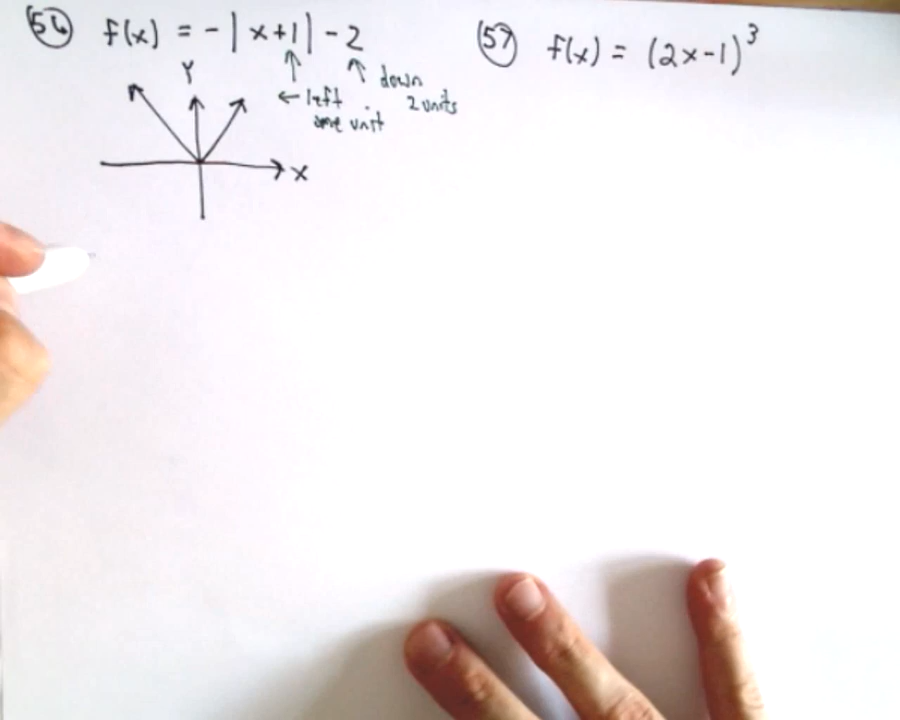 (56) f(x) = -|x+1| - 2
Y
↑ ↑ down
← left 2 units
one unit
x
(57) f(x) = (2x-1)³